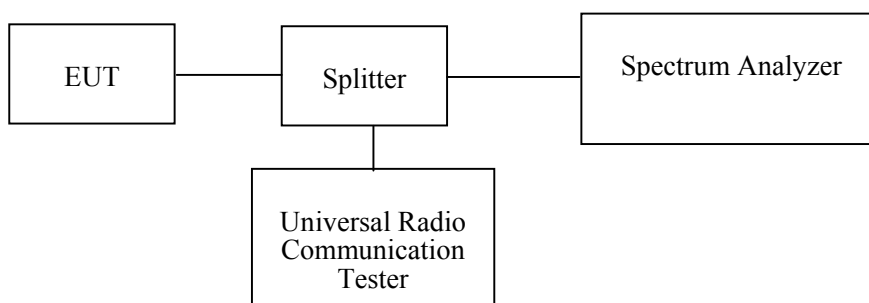 EUT
Splitter
Spectrum Analyzer
Universal Radio
Communication
Tester